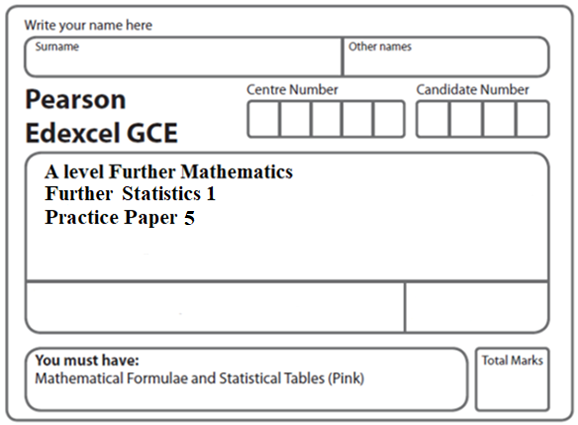 Write your name here
Surname
Other names
Pearson
Edexcel GCE
Centre Number
Candidate Number
A level Further Mathematics
Further Statistics 1
Practice Paper 5
You must have:
Mathematical Formulae and Statistical Tables (Pink)
Total Marks